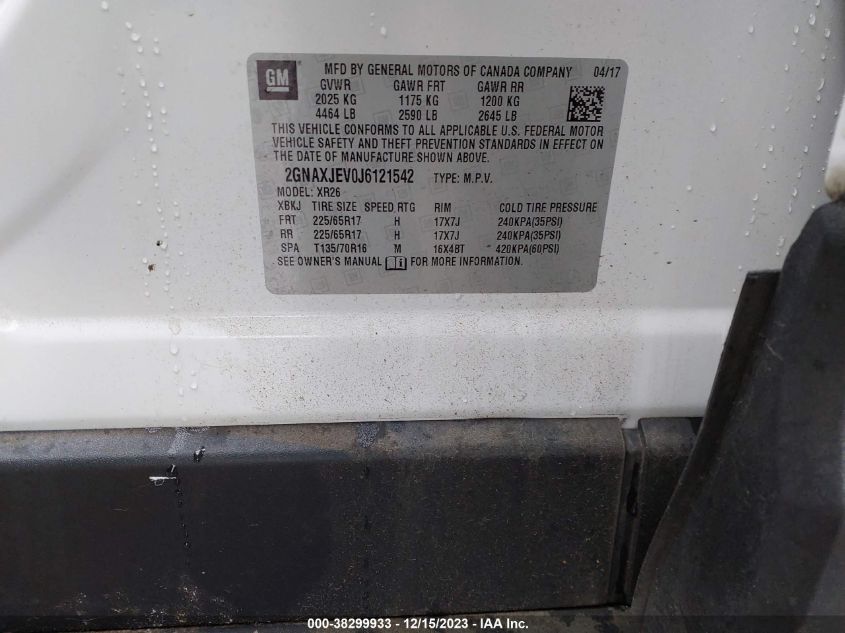 GM
MFD BY GENERAL MOTORS OF CANADA COMPANY 04/17
GVWR GAWR FRT GAWR RR
2025 KG 1175 KG 1200 KG
4464 LB 2590 LB 2645 LB
THIS VEHICLE CONFORMS TO ALL APPLICABLE U.S. FEDERAL MOTOR
VEHICLE SAFETY AND THEFT PREVENTION STANDARDS IN EFFECT ON
THE DATE OF MANUFACTURE SHOWN ABOVE.
2GNAXJEV0J6121542 TYPE: M.P.V.
MODEL: XR26
XBKJ TIRE SIZE SPEED RTG RIM COLD TIRE PRESSURE
FRT 225/65R17 H 17X7J 240KPA(35PSI)
RR 225/65R17 H 17X7J 240KPA(35PSI)
SPA T135/70R16 M 16X4BT 420KPA(60PSI)
SEE OWNER'S MANUAL FOR MORE INFORMATION.
000-38299933 - 12/15/2023 - IAA Inc.